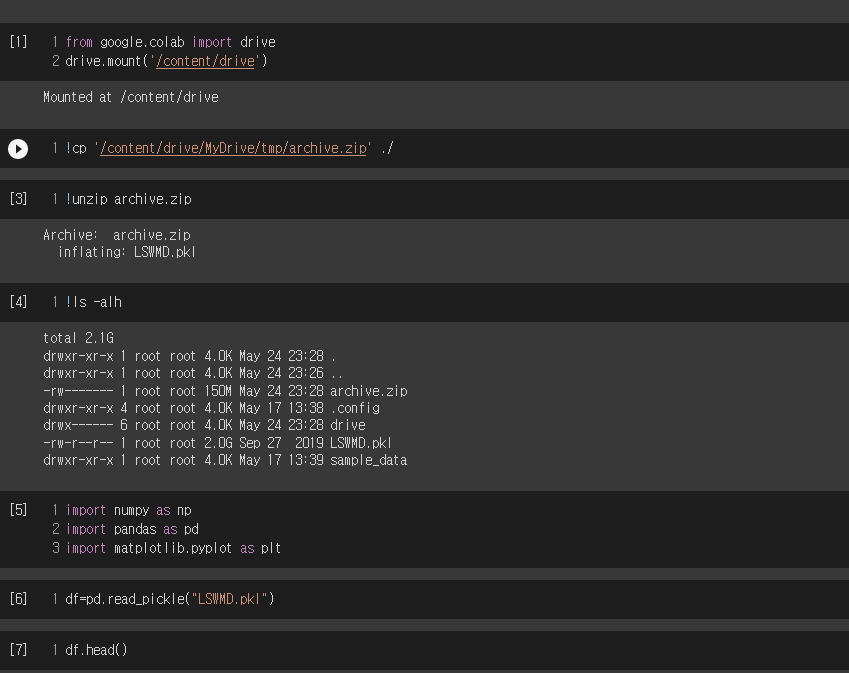 [1] 1 from google.colab import drive
2 drive.mount('/content/drive')
Mounted at /content/drive
1 !cp '/content/drive/MyDrive/tmp/archive.zip' ./
[3] 1 !unzip archive.zip
Archive:  archive.zip
  inflating: LSWMD.pkl
[4] 1 !ls -alh
total 2.1G
drwxr-xr-x 1 root root 4.0K May 24 23:28 .
drwxr-xr-x 1 root root 4.0K May 24 23:26 ..
-rw------- 1 root root 150M May 24 23:28 archive.zip
drwxr-xr-x 4 root root 4.0K May 17 13:38 .config
drwx------ 6 root root 4.0K May 24 23:28 drive
-rw-r--r-- 1 root root 2.0G Sep 27  2019 LSWMD.pkl
drwxr-xr-x 1 root root 4.0K May 17 13:39 sample_data
[5] 1 import numpy as np
2 import pandas as pd
3 import matplotlib.pyplot as plt
[6] 1 df=pd.read_pickle("LSWMD.pkl")
[7] 1 df.head()